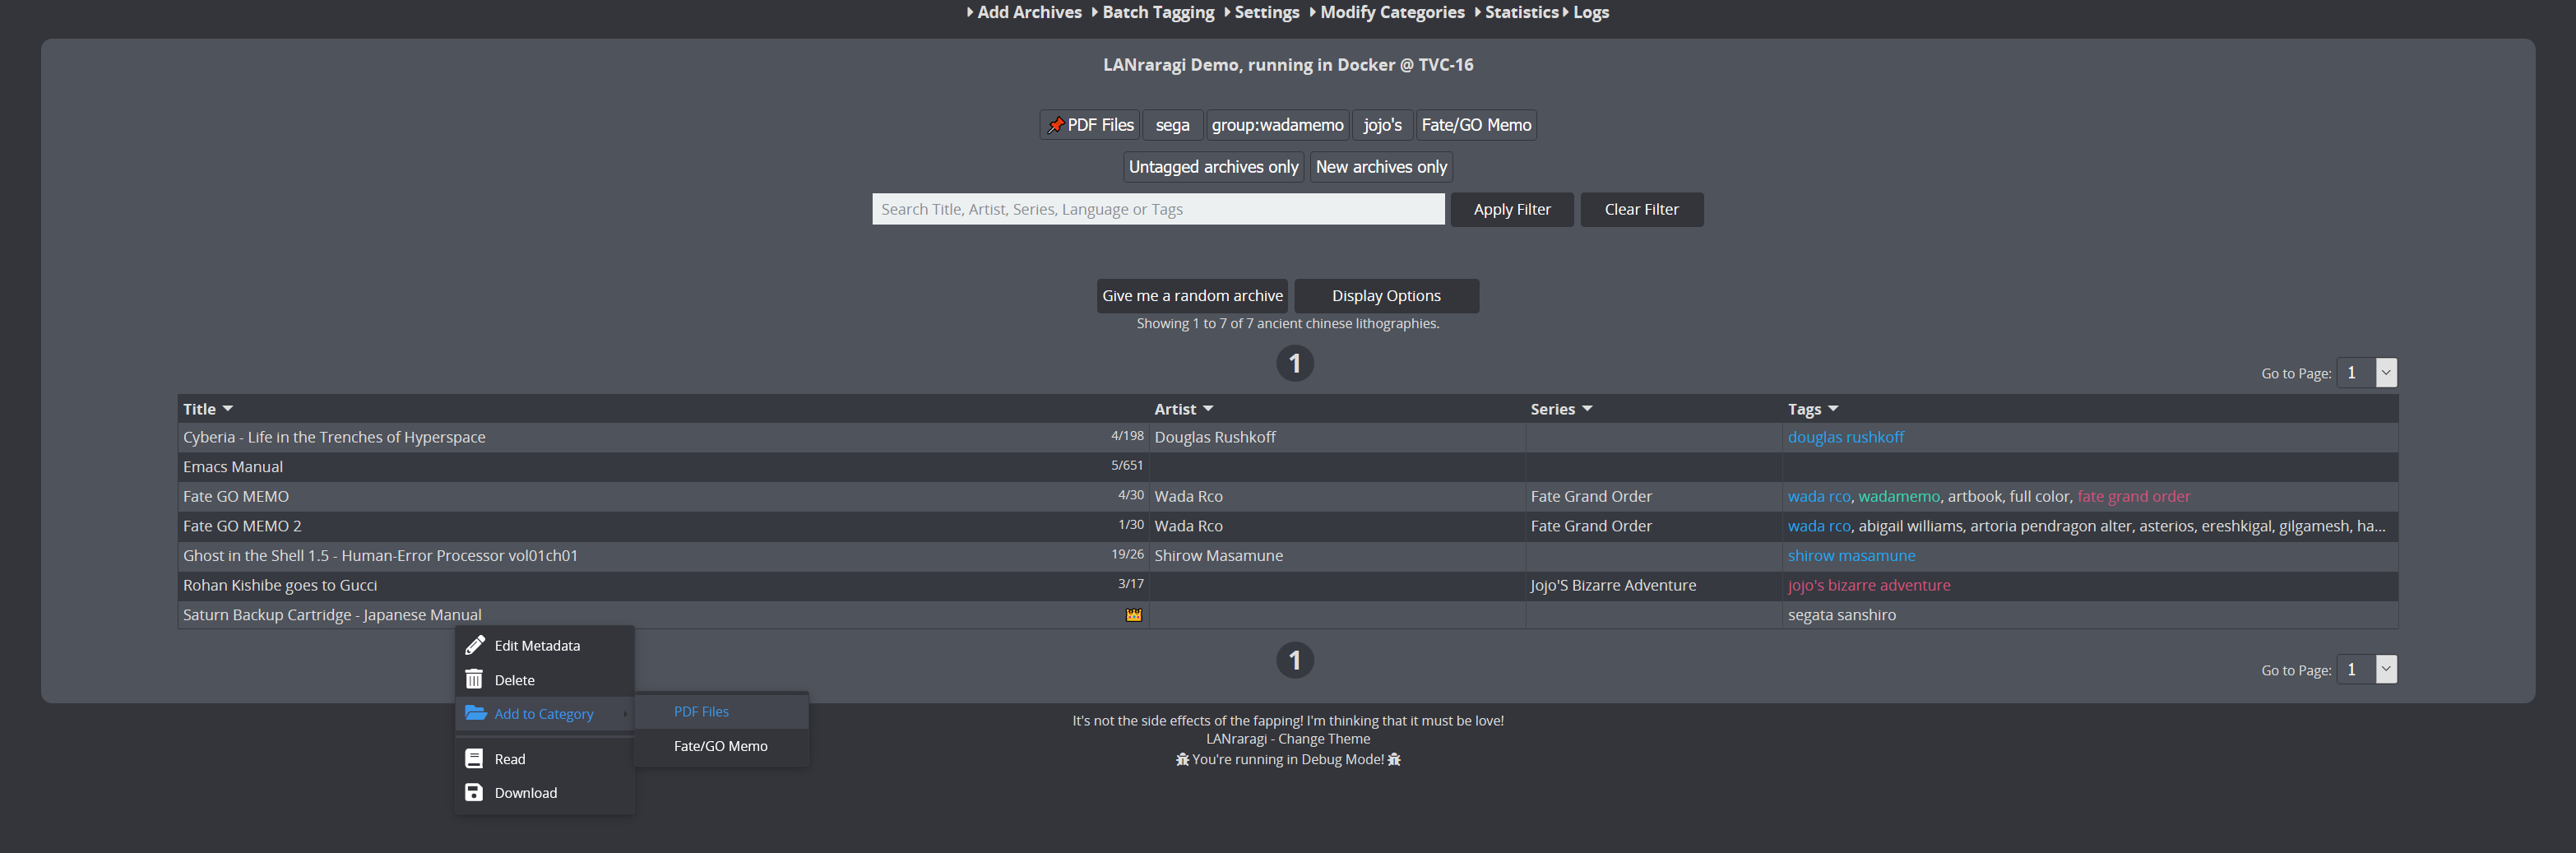 Add Archives Batch Tagging Settings Modify Categories Statistics Logs
LANraragi Demo, running in Docker @ TVC-16
PDF Files sega group:wadamemo jojo's Fate/GO Memo
Untagged archives only New archives only
Search Title, Artist, Series, Language or Tags Apply Filter Clear Filter
Give me a random archive Display Options
Showing 1 to 7 of 7 ancient chinese lithographies.
1
Go to Page: 1
Title Artist Series Tags
Cyberia - Life in the Trenches of Hyperspace 4/198 Douglas Rushkoff douglas rushkoff
Emacs Manual 5/651
Fate GO MEMO 4/30 Wada Rco Fate Grand Order wada rco, wadamemo, artbook, full color, fate grand order
Fate GO MEMO 2 1/30 Wada Rco Fate Grand Order wada rco, abigail williams, artoria pendragon alter, asterios, ereshkigal, gilgamesh, ha...
Ghost in the Shell 1.5 - Human-Error Processor vol01ch01 19/26 Shirow Masamune shirow masamune
Rohan Kishibe goes to Gucci 3/17 Jojo'S Bizarre Adventure jojo's bizarre adventure
Saturn Backup Cartridge - Japanese Manual segata sanshiro
Edit Metadata
Delete
Add to Category
Read
Download
PDF Files
Fate/GO Memo
1
Go to Page: 1
It's not the side effects of the fapping! I'm thinking that it must be love!
LANraragi - Change Theme
You're running in Debug Mode!